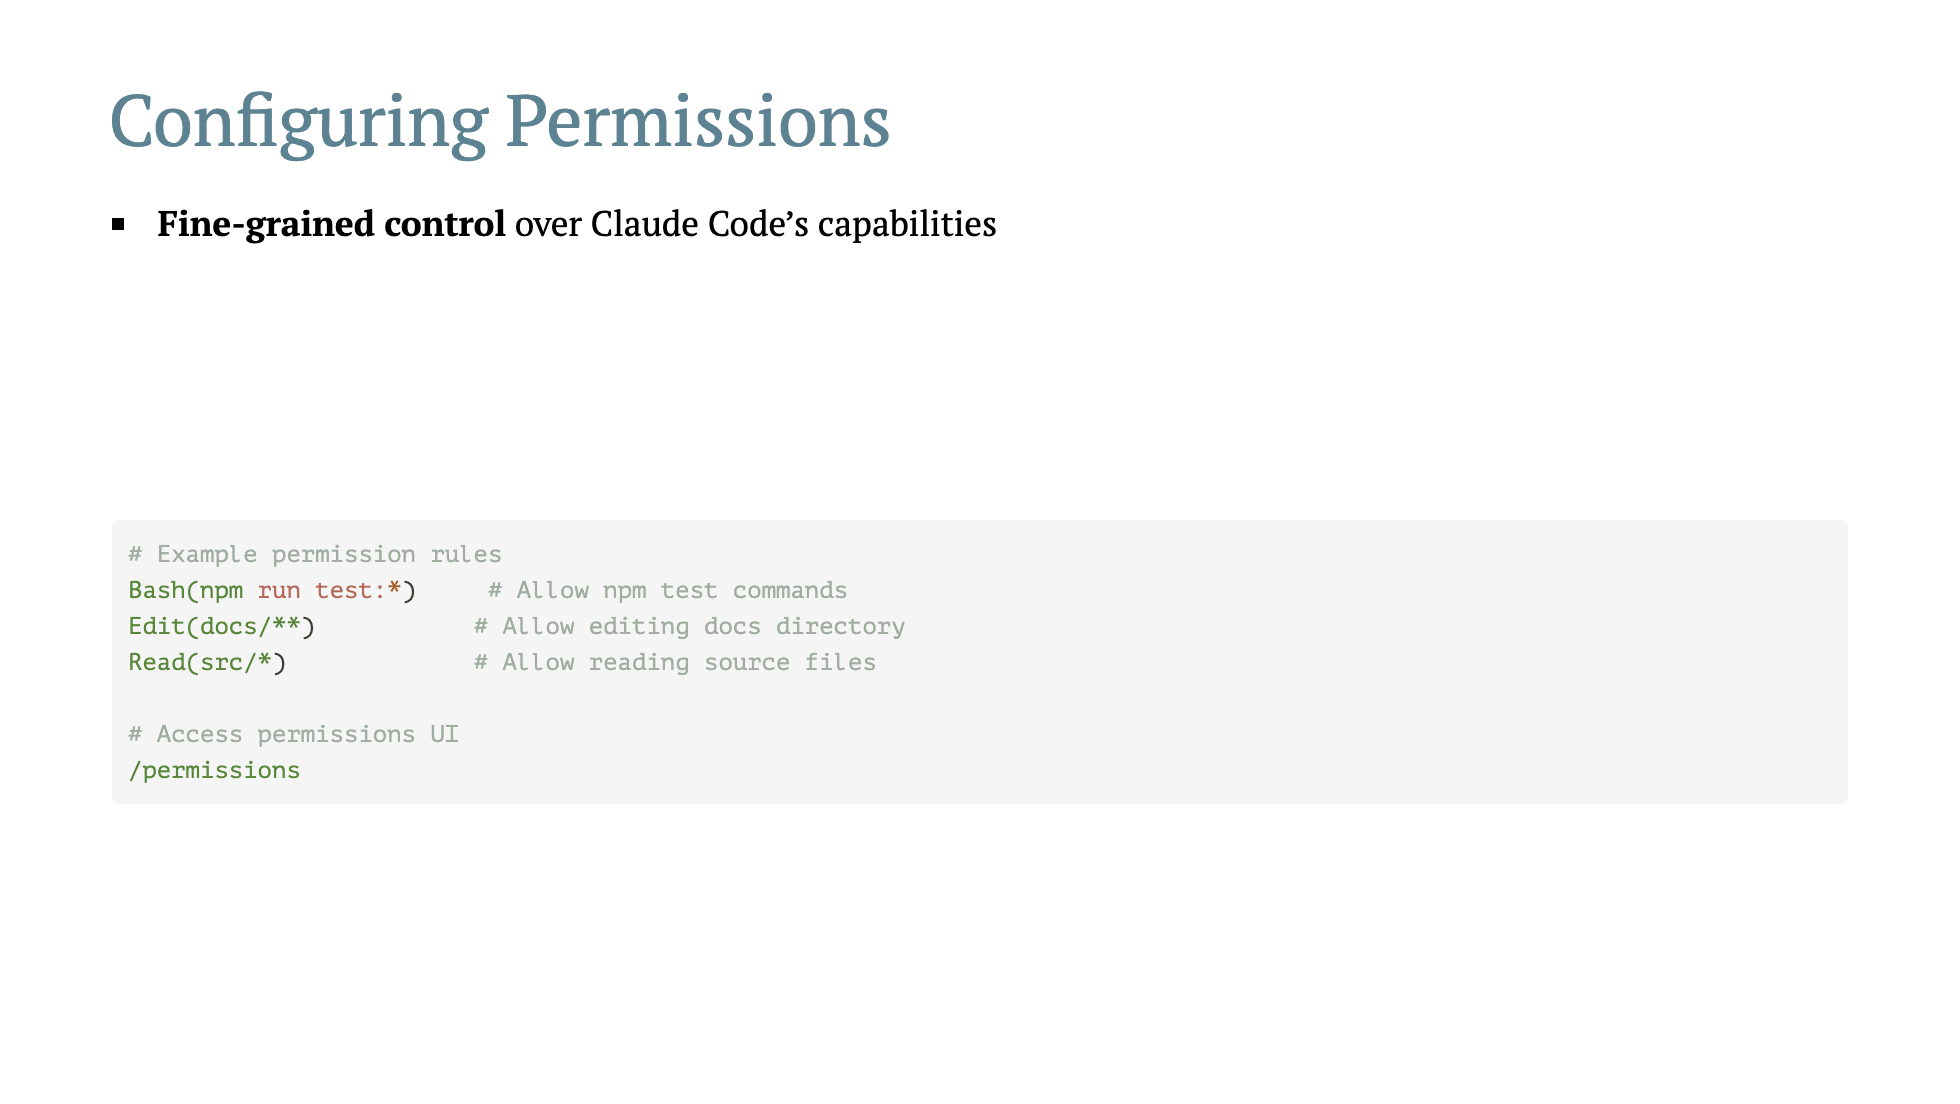 Configuring Permissions
▪ Fine-grained control over Claude Code’s capabilities
# Example permission rules
Bash(npm run test:*)     # Allow npm test commands
Edit(docs/**)           # Allow editing docs directory
Read(src/*)             # Allow reading source files
# Access permissions UI
/permissions